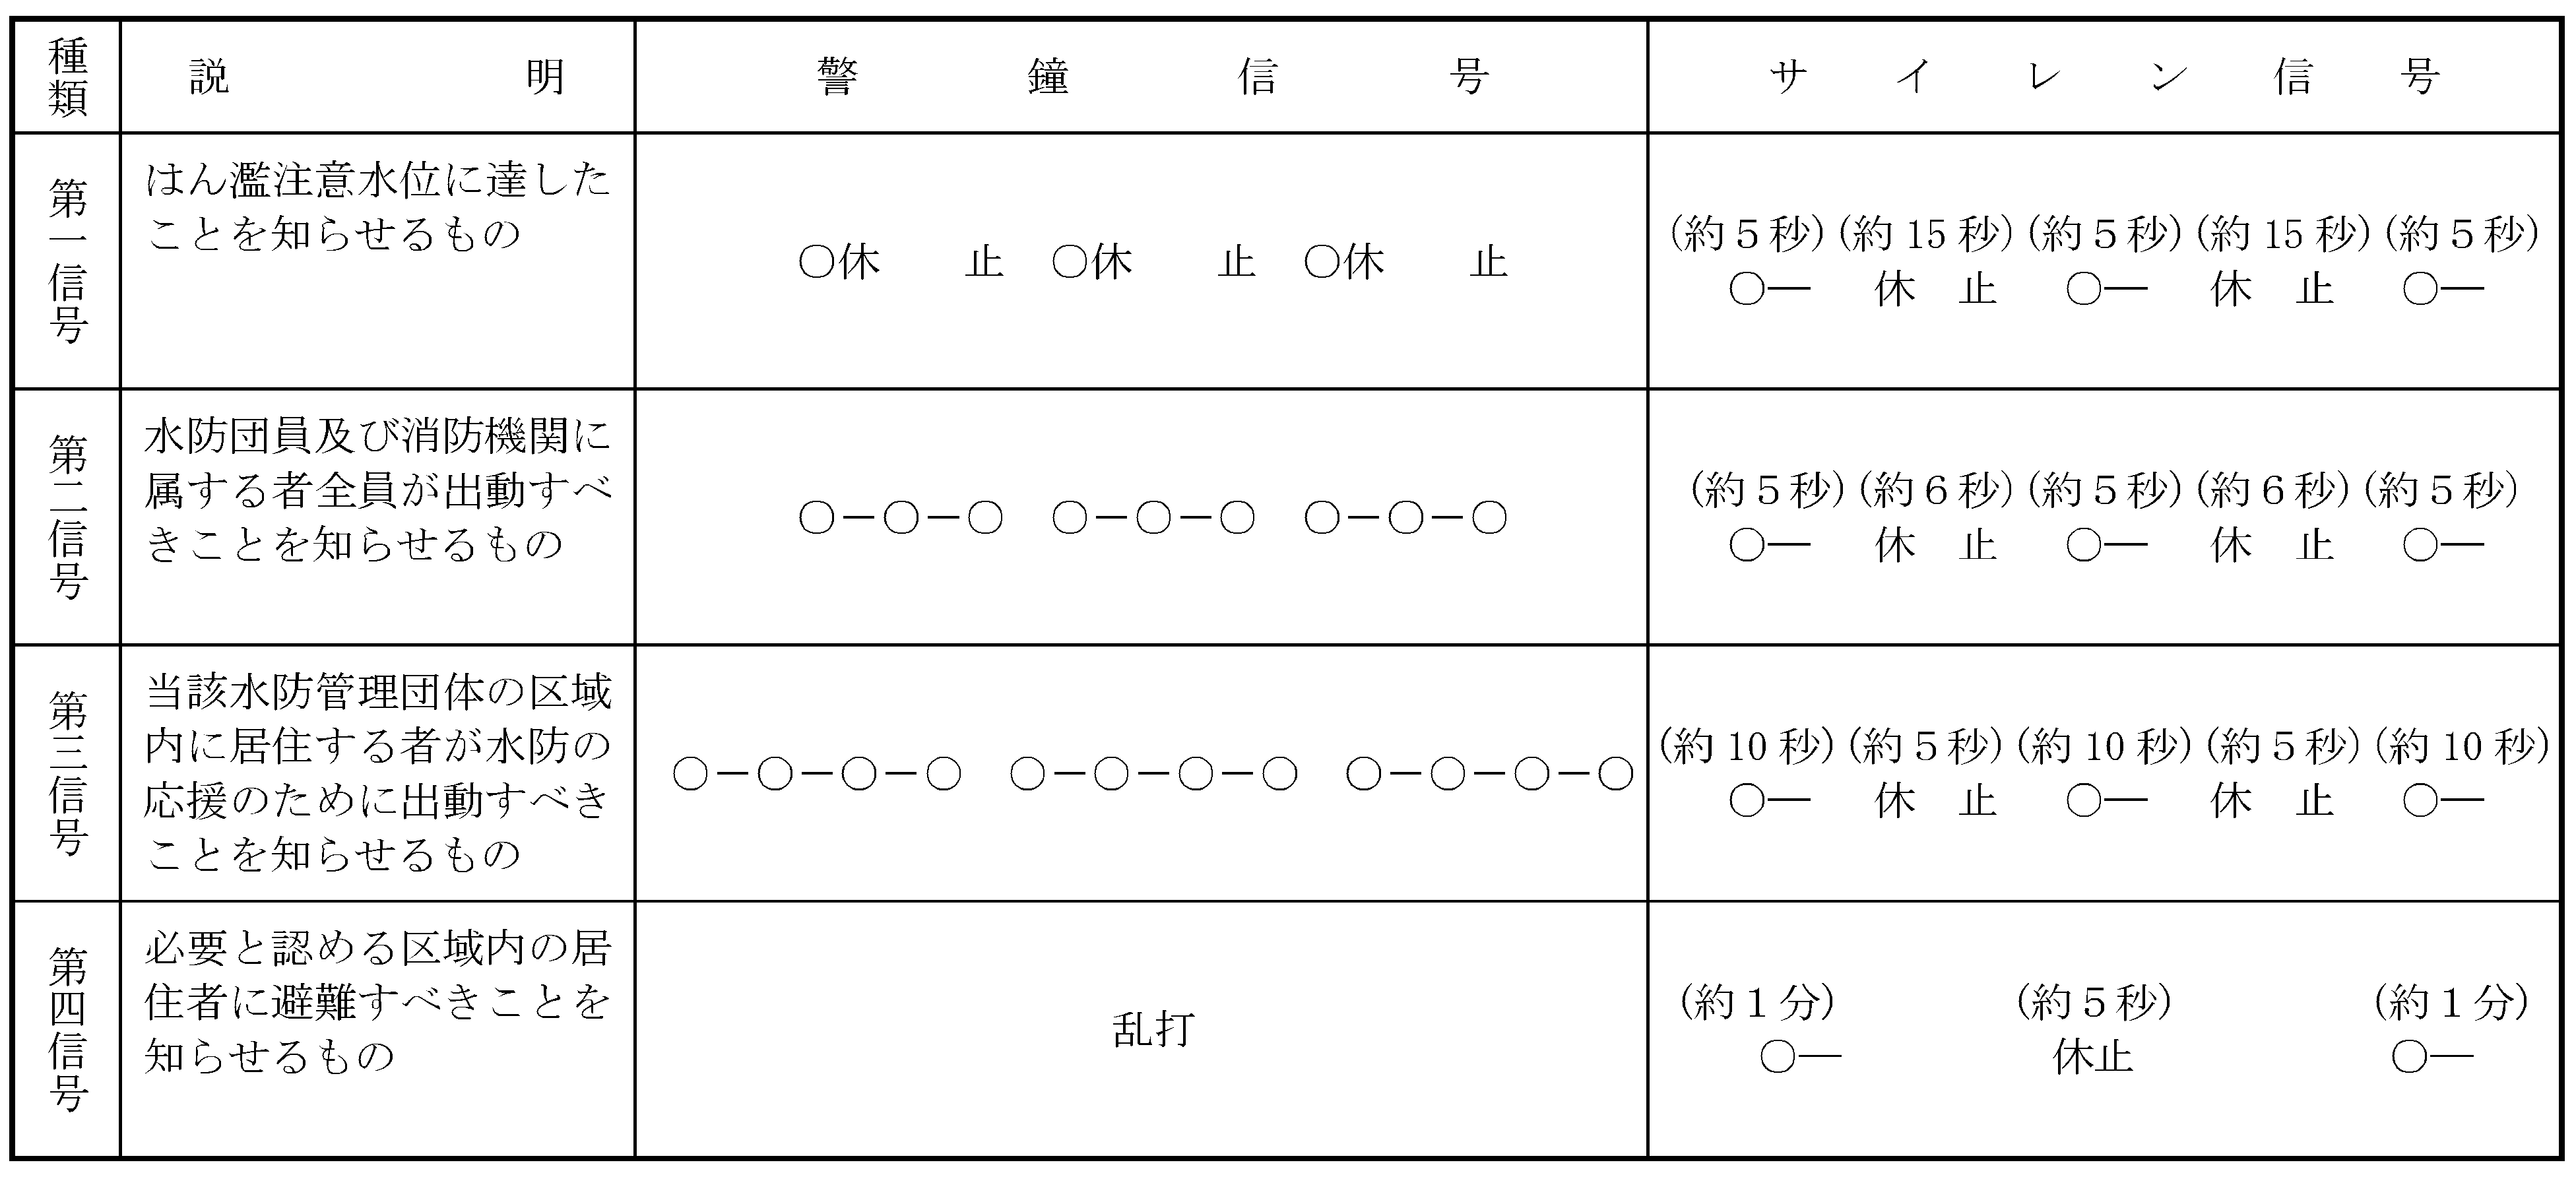 種類
説明
警鐘信号
サイレン信号
第一信号
はん濫注意水位に達した
ことを知らせるもの
○休　止　○休　止　○休　止
(約５秒) (約 15 秒) (約５秒) (約 15 秒) (約５秒)
○―　休　止　○―　休　止　○―
第二信号
水防団員及び消防機関に
属する者全員が出動すべ
きことを知らせるもの
○－○－○　○－○－○　○－○－○
(約５秒) (約６秒) (約５秒) (約６秒) (約５秒)
○―　休　止　○―　休　止　○―
第三信号
当該水防管理団体の区域
内に居住する者が水防の
応援のために出動すべき
ことを知らせるもの
○－○－○－○　○－○－○－○　○－○－○－○
(約 10 秒) (約５秒) (約 10 秒) (約５秒) (約 10 秒)
○―　休　止　○―　休　止　○―
第四信号
必要と認める区域内の居
住者に避難すべきことを
知らせるもの
乱打
(約１分)　(約５秒)　(約１分)
○―　休止　○―